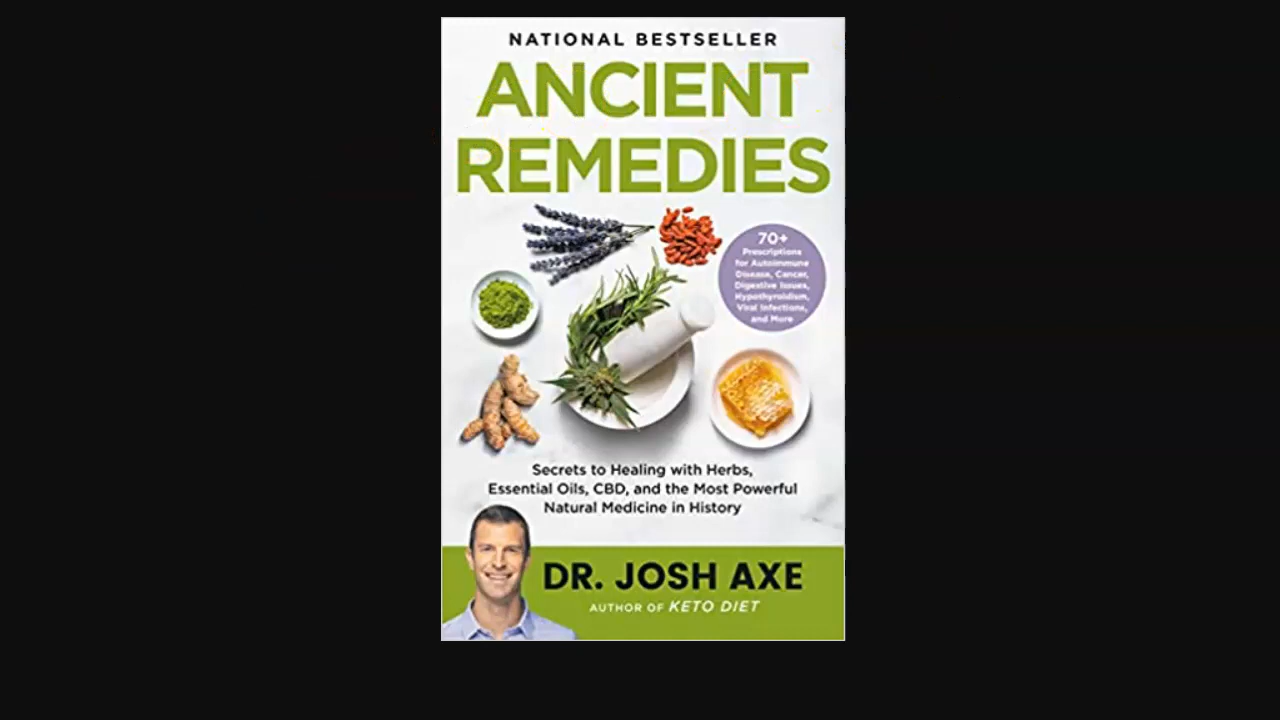 NATIONAL BESTSELLER
ANCIENT
REMEDIES
70+
Prescriptions
for Autoimmune
Disease, Cancer,
Digestive Issues,
Hypothyroidism,
Viral Infections,
and More
Secrets to Healing with Herbs,
Essential Oils, CBD, and the Most Powerful
Natural Medicine in History
DR. JOSH AXE
AUTHOR OF KETO DIET